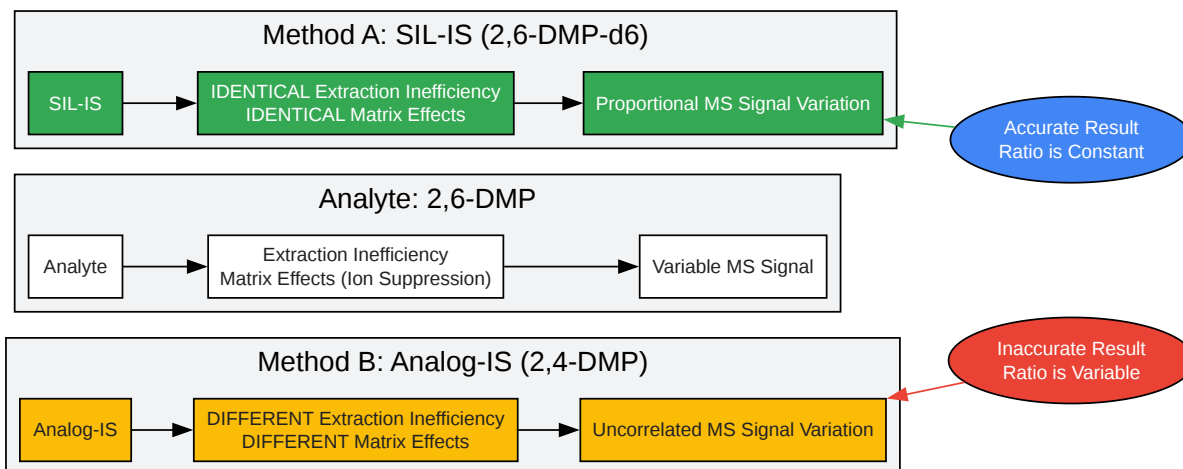 Method A: SIL-IS (2,6-DMP-d6)
SIL-IS
IDENTICAL Extraction Inefficiency
IDENTICAL Matrix Effects
Proportional MS Signal Variation
Accurate Result
Ratio is Constant
Analyte: 2,6-DMP
Analyte
Extraction Inefficiency
Matrix Effects (Ion Suppression)
Variable MS Signal
Method B: Analog-IS (2,4-DMP)
Analog-IS
DIFFERENT Extraction Inefficiency
DIFFERENT Matrix Effects
Uncorrelated MS Signal Variation
Inaccurate Result
Ratio is Variable